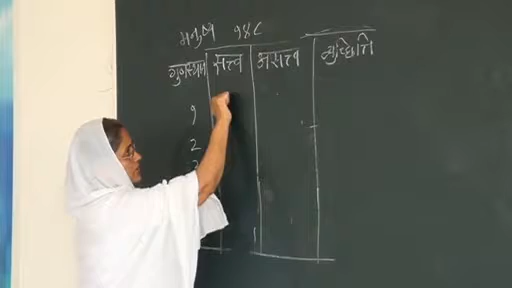 मनुष्य १४८
गुणस्थान सत्त्व असत्त्व व्युच्छित्ति
१
२